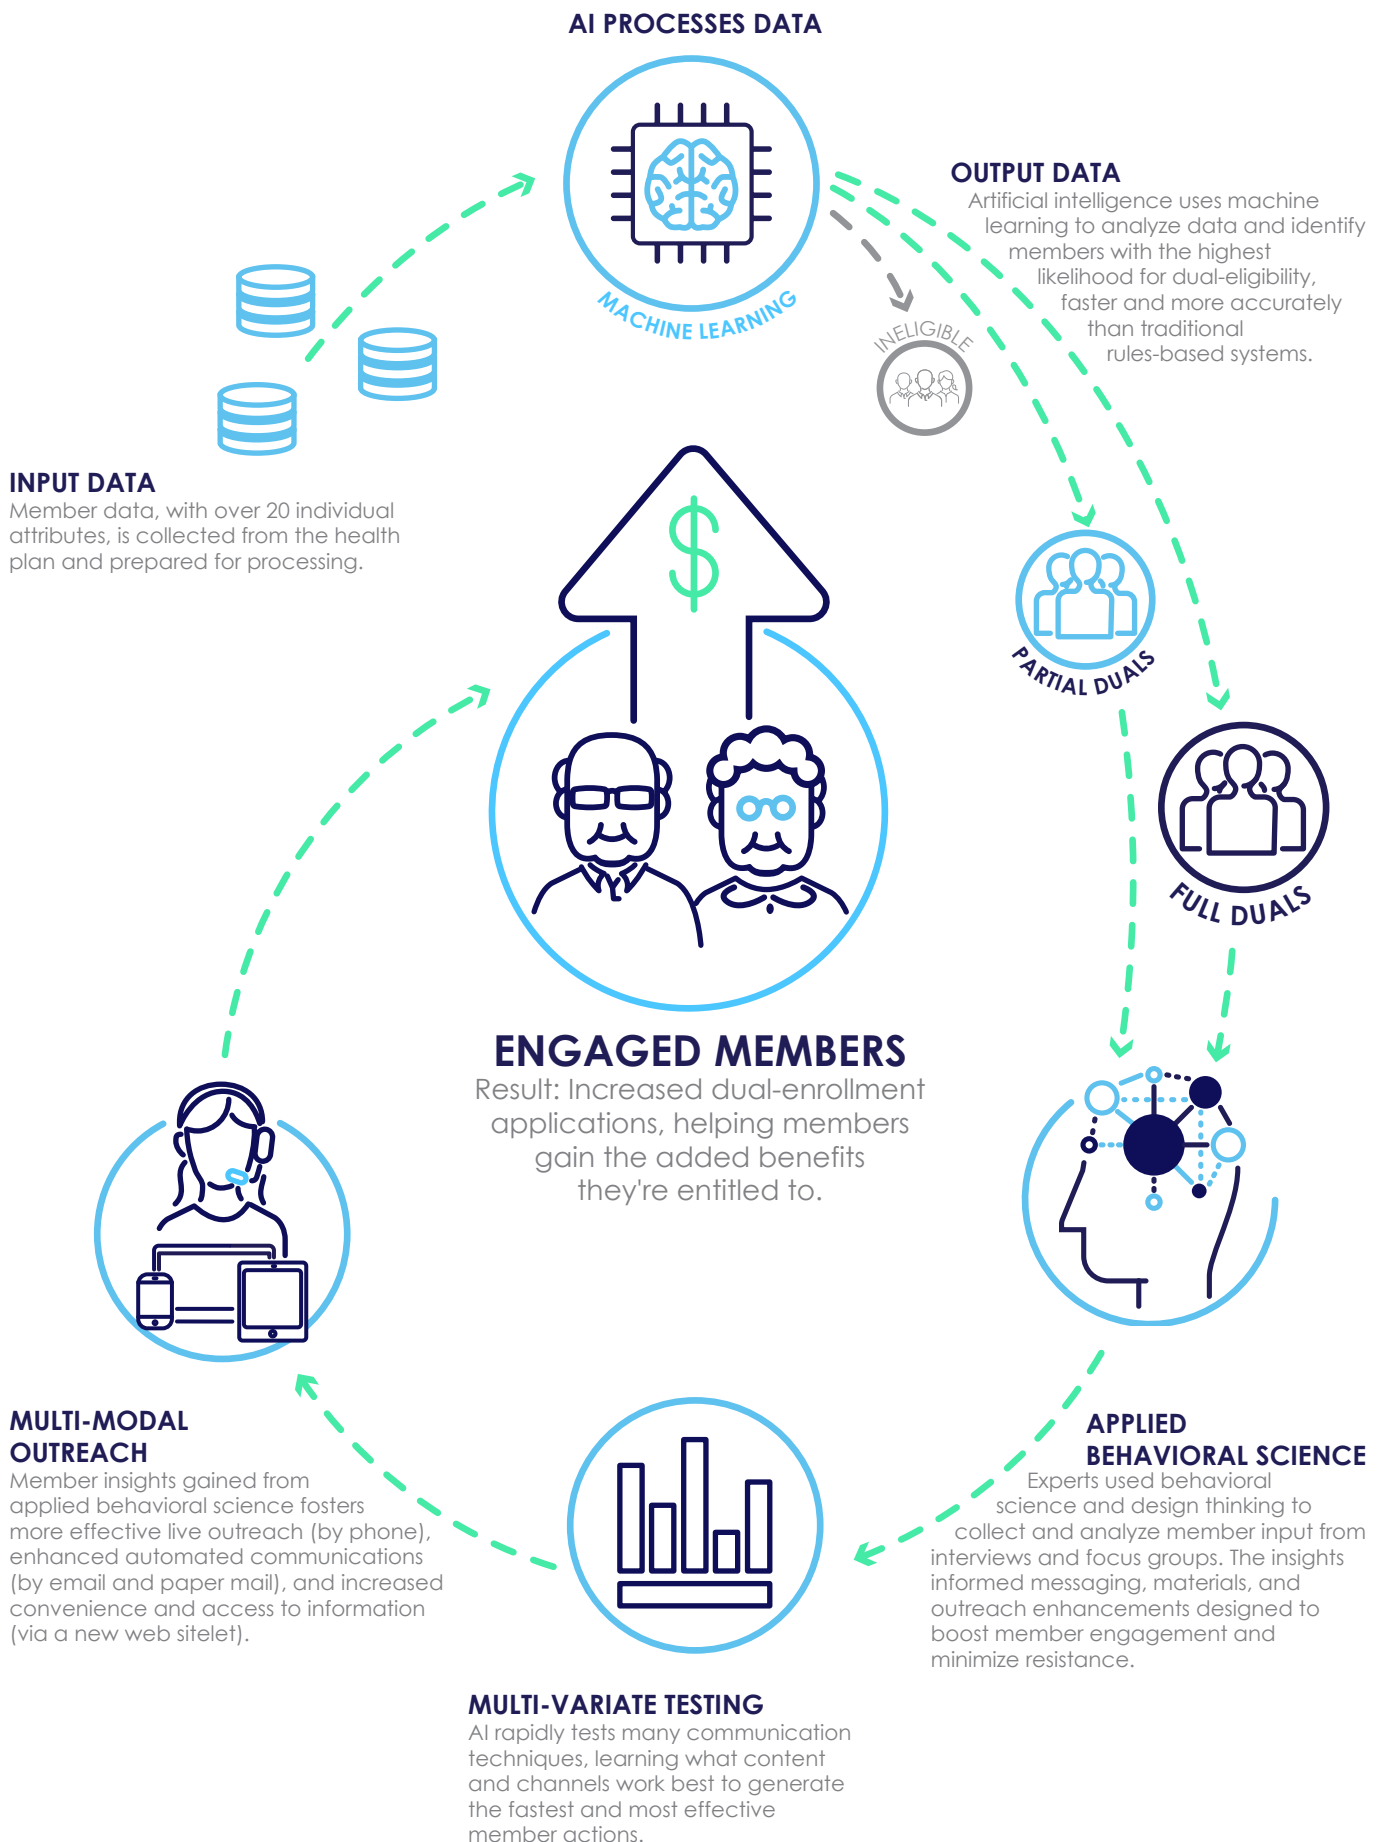 AI PROCESSES DATA
MACHINE LEARNING
OUTPUT DATA
Artificial intelligence uses machine
learning to analyze data and identify
members with the highest
likelihood for dual-eligibility,
faster and more accurately
than traditional
rules-based systems.
INELIGIBLE
INPUT DATA
Member data, with over 20 individual
attributes, is collected from the health
plan and prepared for processing.
$
PARTIAL DUALS
FULL DUALS
ENGAGED MEMBERS
Result: Increased dual-enrollment
applications, helping members
gain the added benefits
they're entitled to.
MULTI-MODAL
OUTREACH
Member insights gained from
applied behavioral science fosters
more effective live outreach (by phone),
enhanced automated communications
(by email and paper mail), and increased
convenience and access to information
(via a new web sitelet).
APPLIED
BEHAVIORAL SCIENCE
Experts used behavioral
science and design thinking to
collect and analyze member input from
interviews and focus groups. The insights
informed messaging, materials, and
outreach enhancements designed to
boost member engagement and
minimize resistance.
MULTI-VARIATE TESTING
AI rapidly tests many communication
techniques, learning what content
and channels work best to generate
the fastest and most effective
member actions.